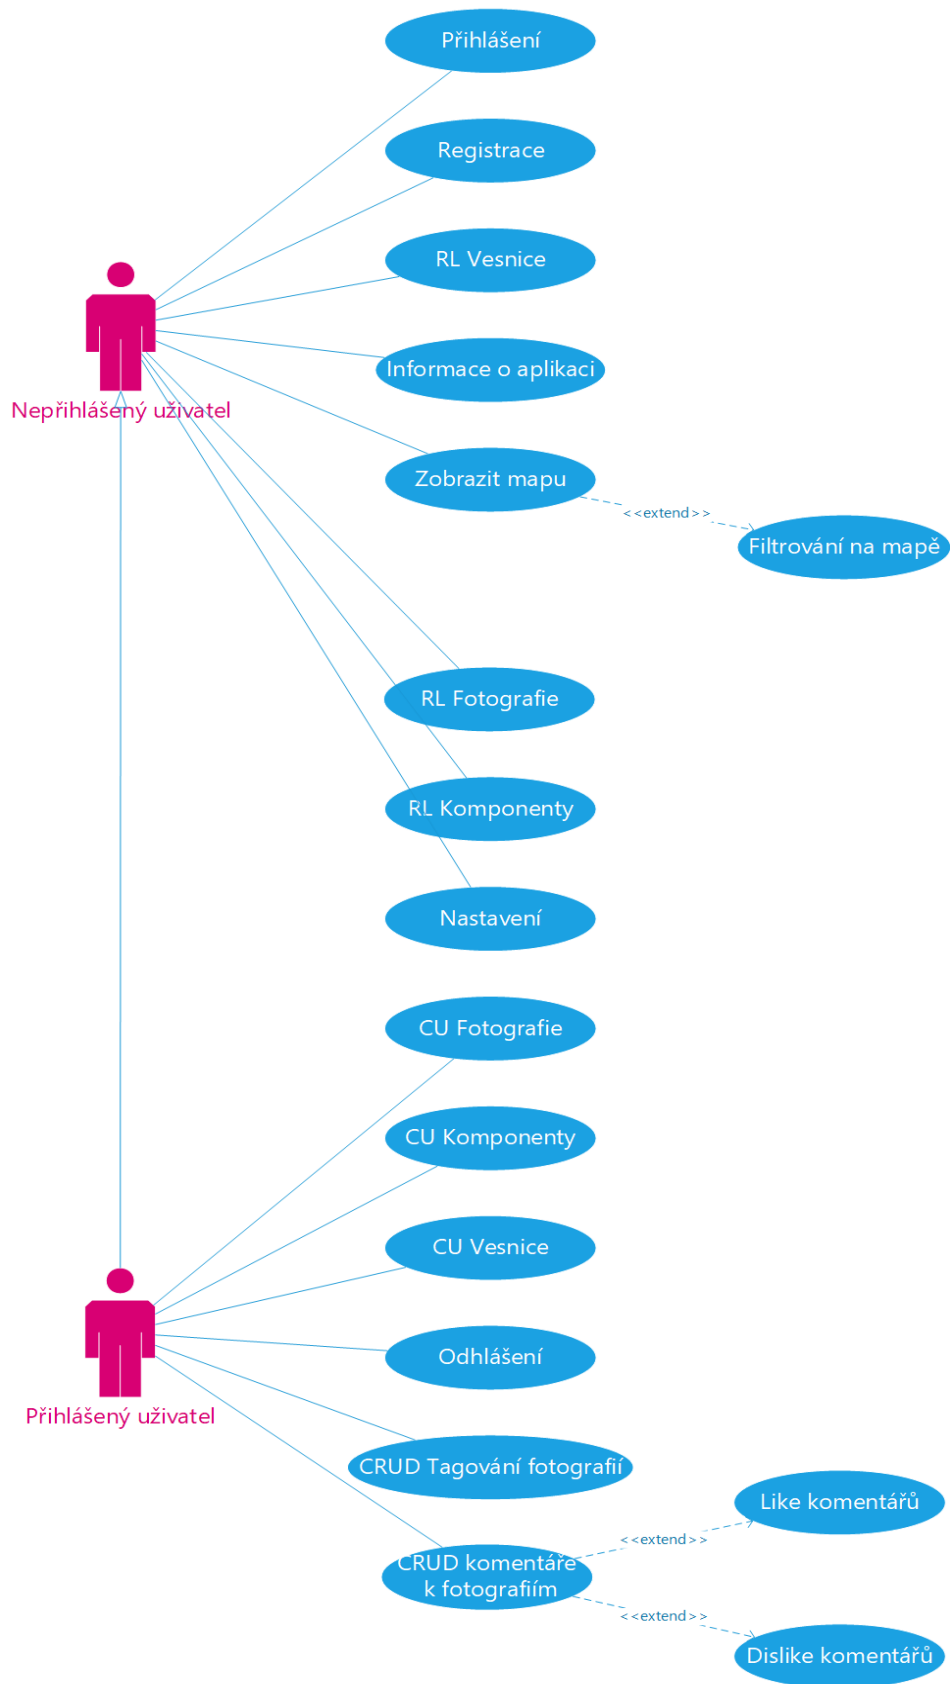 Přihlášení
Registrace
RL Vesnice
Informace o aplikaci
Nepřihlášený uživatel
Zobrazit mapu
<<extend>>
Filtrování na mapě
RL Fotografie
RL Komponenty
Nastavení
CU Fotografie
CU Komponenty
CU Vesnice
Odhlášení
Přihlášený uživatel
CRUD Tagování fotografií
Like komentářů
<<extend>>
CRUD komentáře
k fotografiím
<<extend>>
Dislike komentářů